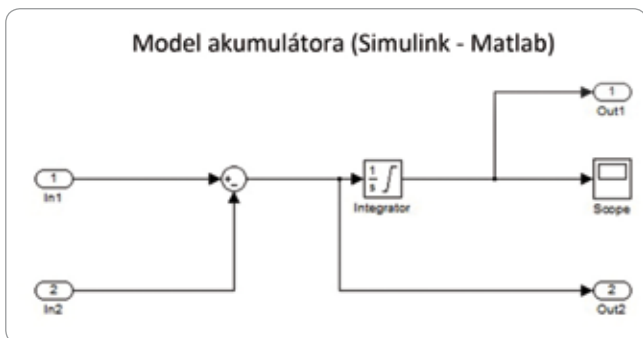 Model akumulátora (Simulink - Matlab)
1
Out1
1
In1
+
-
1
s
Integrator
Scope
2
In2
2
Out2